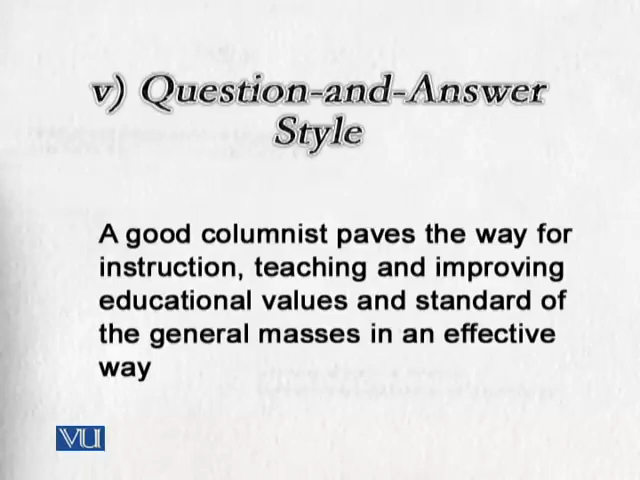 v) Question-and-Answer
Style
A good columnist paves the way for
instruction, teaching and improving
educational values and standard of
the general masses in an effective
way
VU